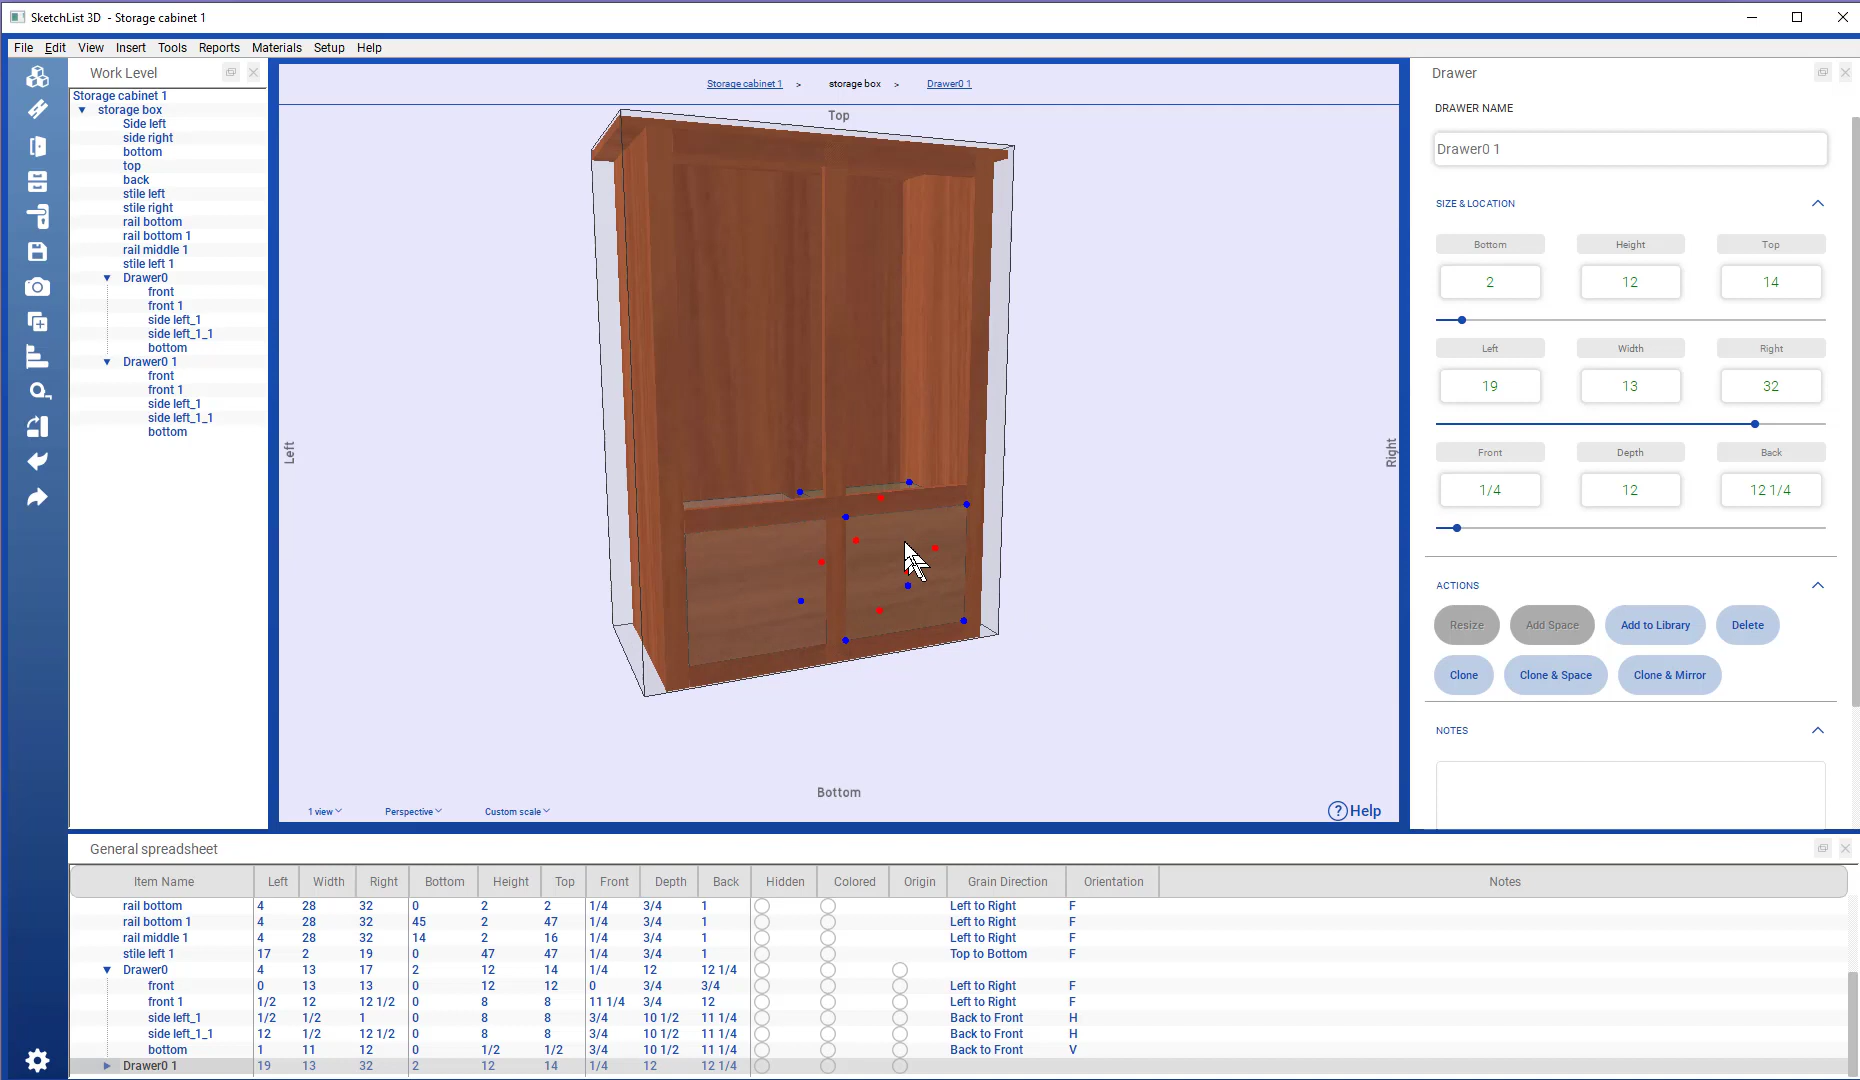 SketchList 3D - Storage cabinet 1
File Edit View Insert Tools Reports Materials Setup Help
Work Level
Storage cabinet 1
storage box
Side left
side right
bottom
top
back
stile left
stile right
rail bottom
rail bottom 1
rail middle 1
stile left 1
Drawer0
front
front 1
side left_1
side left_1_1
bottom
Drawer0 1
front
front 1
side left_1
side left_1_1
bottom
Storage cabinet 1 > storage box > Drawer0 1
Top
Left
Right
Bottom
1 view Perspective Custom scale
? Help
Drawer
DRAWER NAME
Drawer0 1
SIZE & LOCATION
Bottom Height Top
2 12 14
Left Width Right
19 13 32
Front Depth Back
1/4 12 12 1/4
ACTIONS
Resize Add Space Add to Library Delete
Clone Clone & Space Clone & Mirror
NOTES
General spreadsheet
Item Name Left Width Right Bottom Height Top Front Depth Back Hidden Colored Origin Grain Direction Orientation Notes
rail bottom 4 28 32 0 2 2 1/4 3/4 1 Left to Right F
rail bottom 1 4 28 32 45 2 47 1/4 3/4 1 Left to Right F
rail middle 1 4 28 32 14 2 16 1/4 3/4 1 Left to Right F
stile left 1 17 2 19 0 47 47 1/4 3/4 1 Top to Bottom F
Drawer0 4 13 17 2 12 14 1/4 12 12 1/4
front 0 13 13 0 12 12 0 3/4 3/4 Left to Right F
front 1 1/2 12 12 1/2 0 8 8 11 1/4 3/4 12 Left to Right F
side left_1 1/2 1/2 1 0 8 8 3/4 10 1/2 11 1/4 Back to Front H
side left_1_1 12 1/2 12 1/2 0 8 8 3/4 10 1/2 11 1/4 Back to Front H
bottom 1 11 12 0 1/2 1/2 3/4 10 1/2 11 1/4 Back to Front V
Drawer0 1 19 13 32 2 12 14 1/4 12 12 1/4